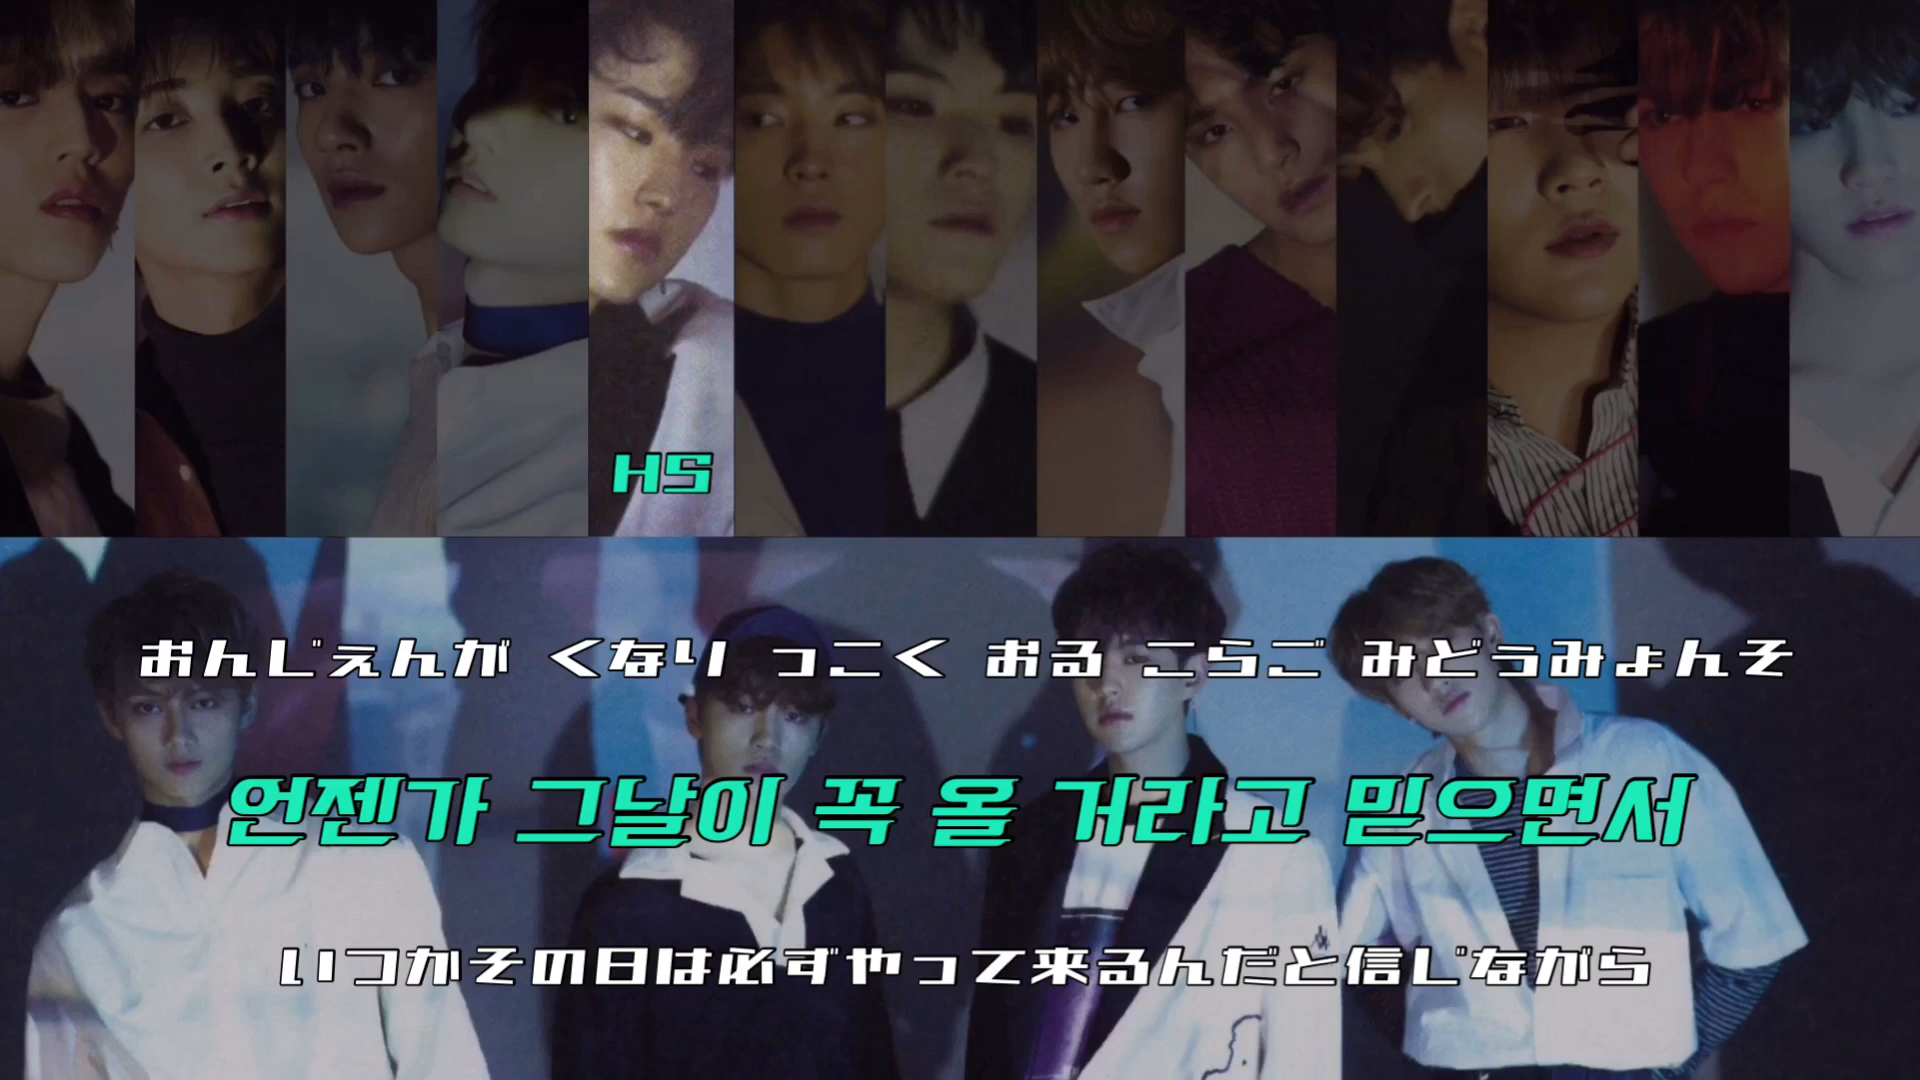 HS
おんじぇんが くなり っこく おる こらご みどぅみょんそ
언젠가 그날이 꼭 올 거라고 믿으면서
いつかその日は必ずやって来るんだと信じながら